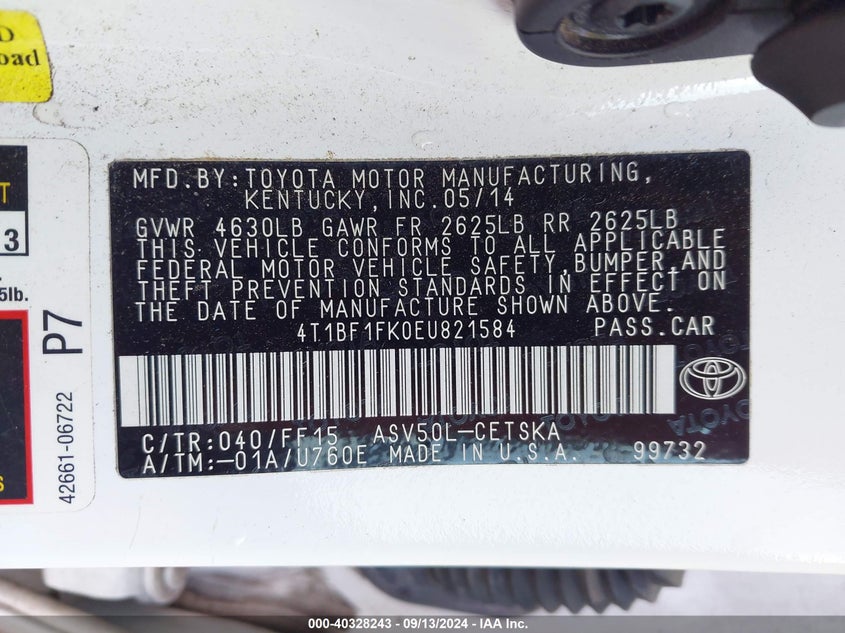 D
oad
T
3
.
5lb.
S
P7
42661-06722
MFD.BY:TOYOTA MOTOR MANUFACTURING,
KENTUCKY,INC.05/14
GVWR 4630LB GAWR FR 2625LB RR 2625LB
THIS VEHICLE CONFORMS TO ALL APPLICABLE
FEDERAL MOTOR VEHICLE SAFETY,BUMPER,AND
THEFT PREVENTION STANDARDS IN EFFECT ON
THE DATE OF MANUFACTURE SHOWN ABOVE.
4T1BF1FK0EU821584 PASS.CAR
C/TR:040/FF15 ASV50L-CETSKA
A/TM:-01A/U760E MADE IN U.S.A. 99732
000-40328243 - 09/13/2024 - IAA Inc.